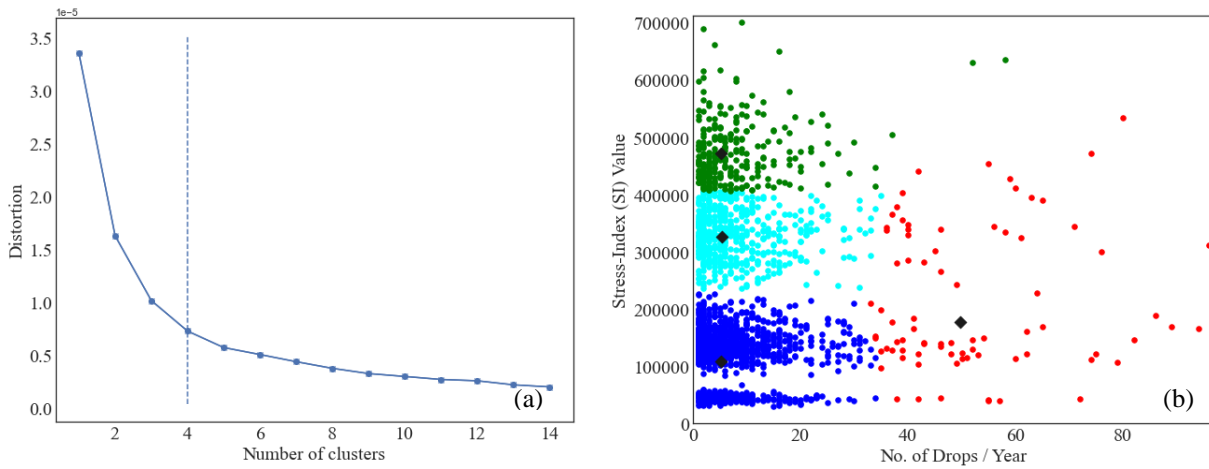 1e−5
3.5
3.0
2.5
2.0
1.5
1.0
0.5
0.0
Distortion
2 4 6 8 10 12 14
Number of clusters
(a)
700000
600000
500000
400000
300000
200000
100000
0
Stress-Index (SI) Value
0 20 40 60 80
No. of Drops / Year
(b)